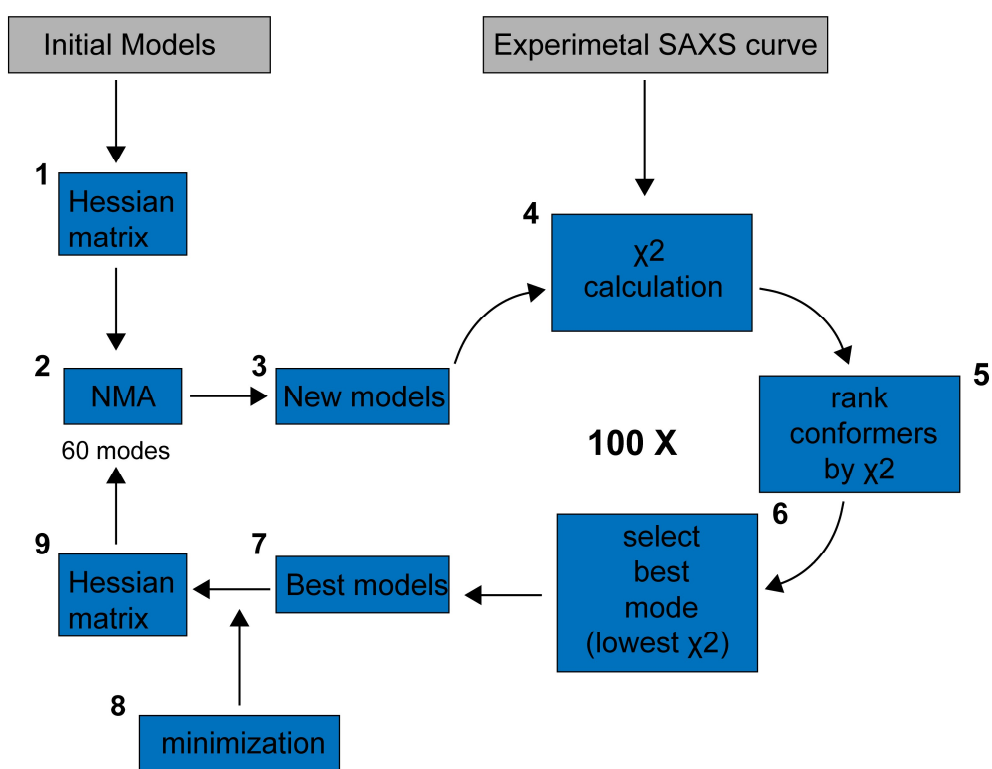 Initial Models
Experimetal SAXS curve
1
Hessian
matrix
2
NMA
60 modes
3
New models
4
χ2
calculation
5
rank
conformers
by χ2
100 X
6
select
best
mode
(lowest χ2)
7
Best models
8
minimization
9
Hessian
matrix